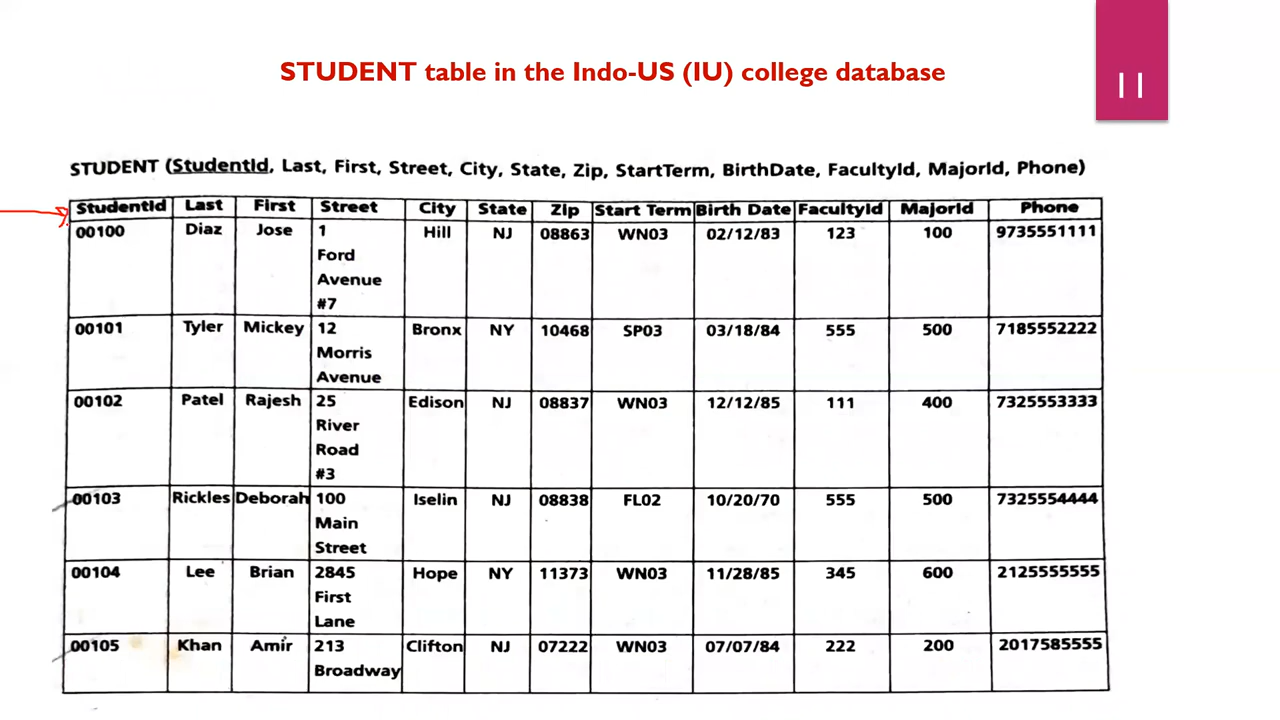 STUDENT table in the Indo-US (IU) college database
11
STUDENT (StudentId, Last, First, Street, City, State, Zip, StartTerm, BirthDate, FacultyId, MajorId, Phone)
StudentId Last First Street City State Zip Start Term Birth Date FacultyId MajorId Phone
00100 Diaz Jose 1 Hill NJ 08863 WN03 02/12/83 123 100 9735551111
Ford
Avenue
#7
00101 Tyler Mickey 12 Bronx NY 10468 SP03 03/18/84 555 500 7185552222
Morris
Avenue
00102 Patel Rajesh 25 Edison NJ 08837 WN03 12/12/85 111 400 7325553333
River
Road
#3
00103 Rickles Deborah 100 Iselin NJ 08838 FL02 10/20/70 555 500 7325554444
Main
Street
00104 Lee Brian 2845 Hope NY 11373 WN03 11/28/85 345 600 2125555555
First
Lane
00105 Khan Amir 213 Clifton NJ 07222 WN03 07/07/84 222 200 2017585555
Broadway